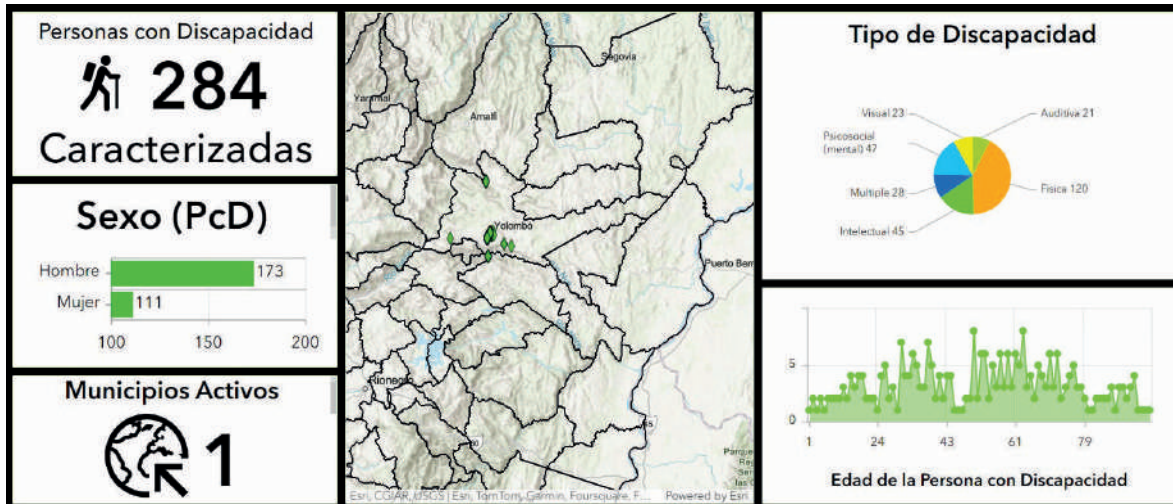 Personas con Discapacidad
284
Caracterizadas
Sexo (PcD)
Hombre
173
Mujer
111
100
150
200
Municipios Activos
1
Segovia
Yarumal
Amalfi
Yolombó
Puerto Berr
Rionegro
Parque
Esri, CGIAR, USGS | Esri, TomTom, Garmin, Foursquare, F...
Powered by Esri
Tipo de Discapacidad
Visual 23
Auditiva 21
Psicosocial
(mental) 47
Multiple 28
Fisica 120
Intelectual 45
5
0
1
24
43
61
79
Edad de la Persona con Discapacidad